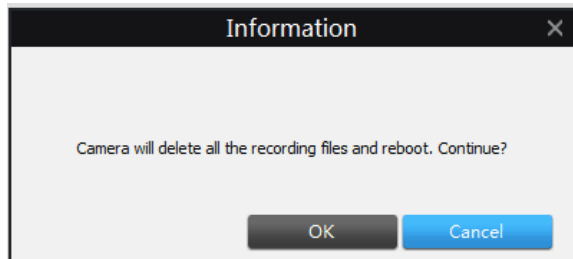 Information
Camera will delete all the recording files and reboot. Continue?
OK Cancel